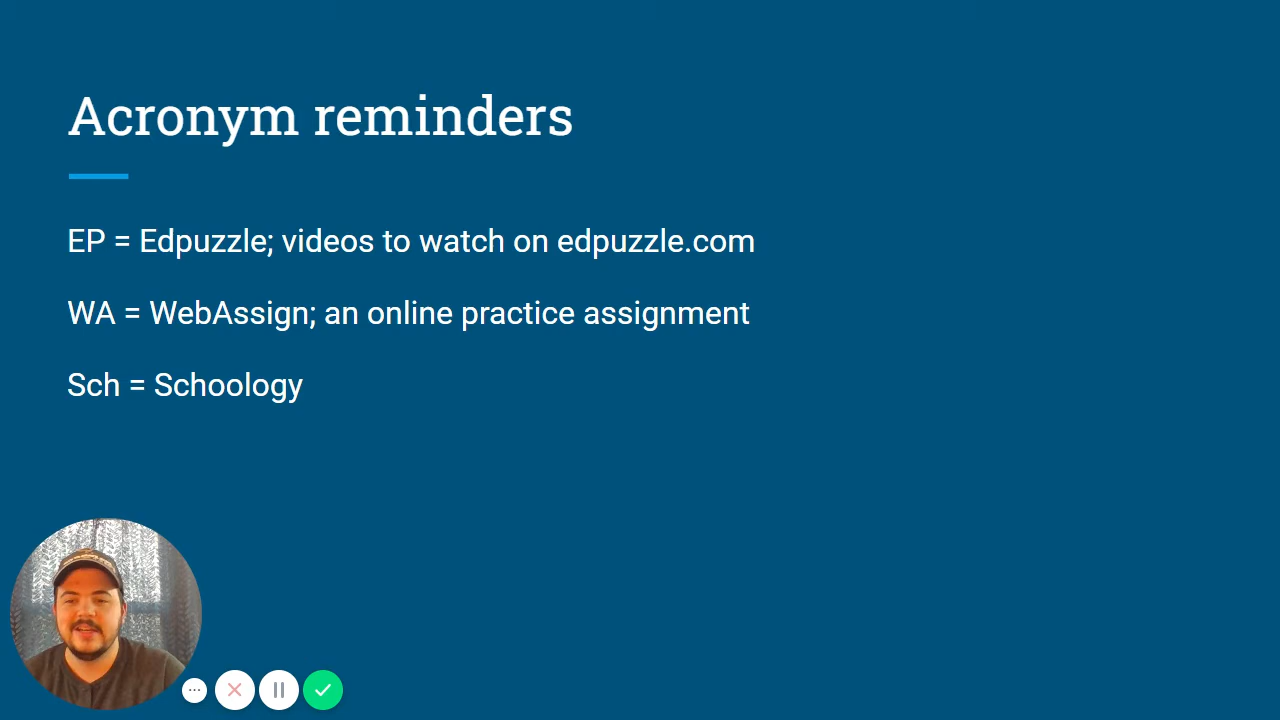 Acronym reminders
EP = Edpuzzle; videos to watch on edpuzzle.com
WA = WebAssign; an online practice assignment
Sch = Schoology